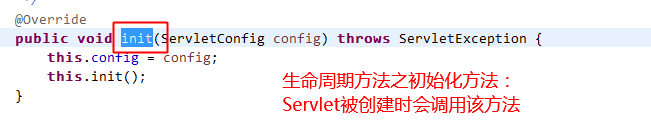 */
@Override
public void init(ServletConfig config) throws ServletException {
this.config = config;
this.init();
}
生命周期方法之初始化方法：
Servlet被创建时会调用该方法